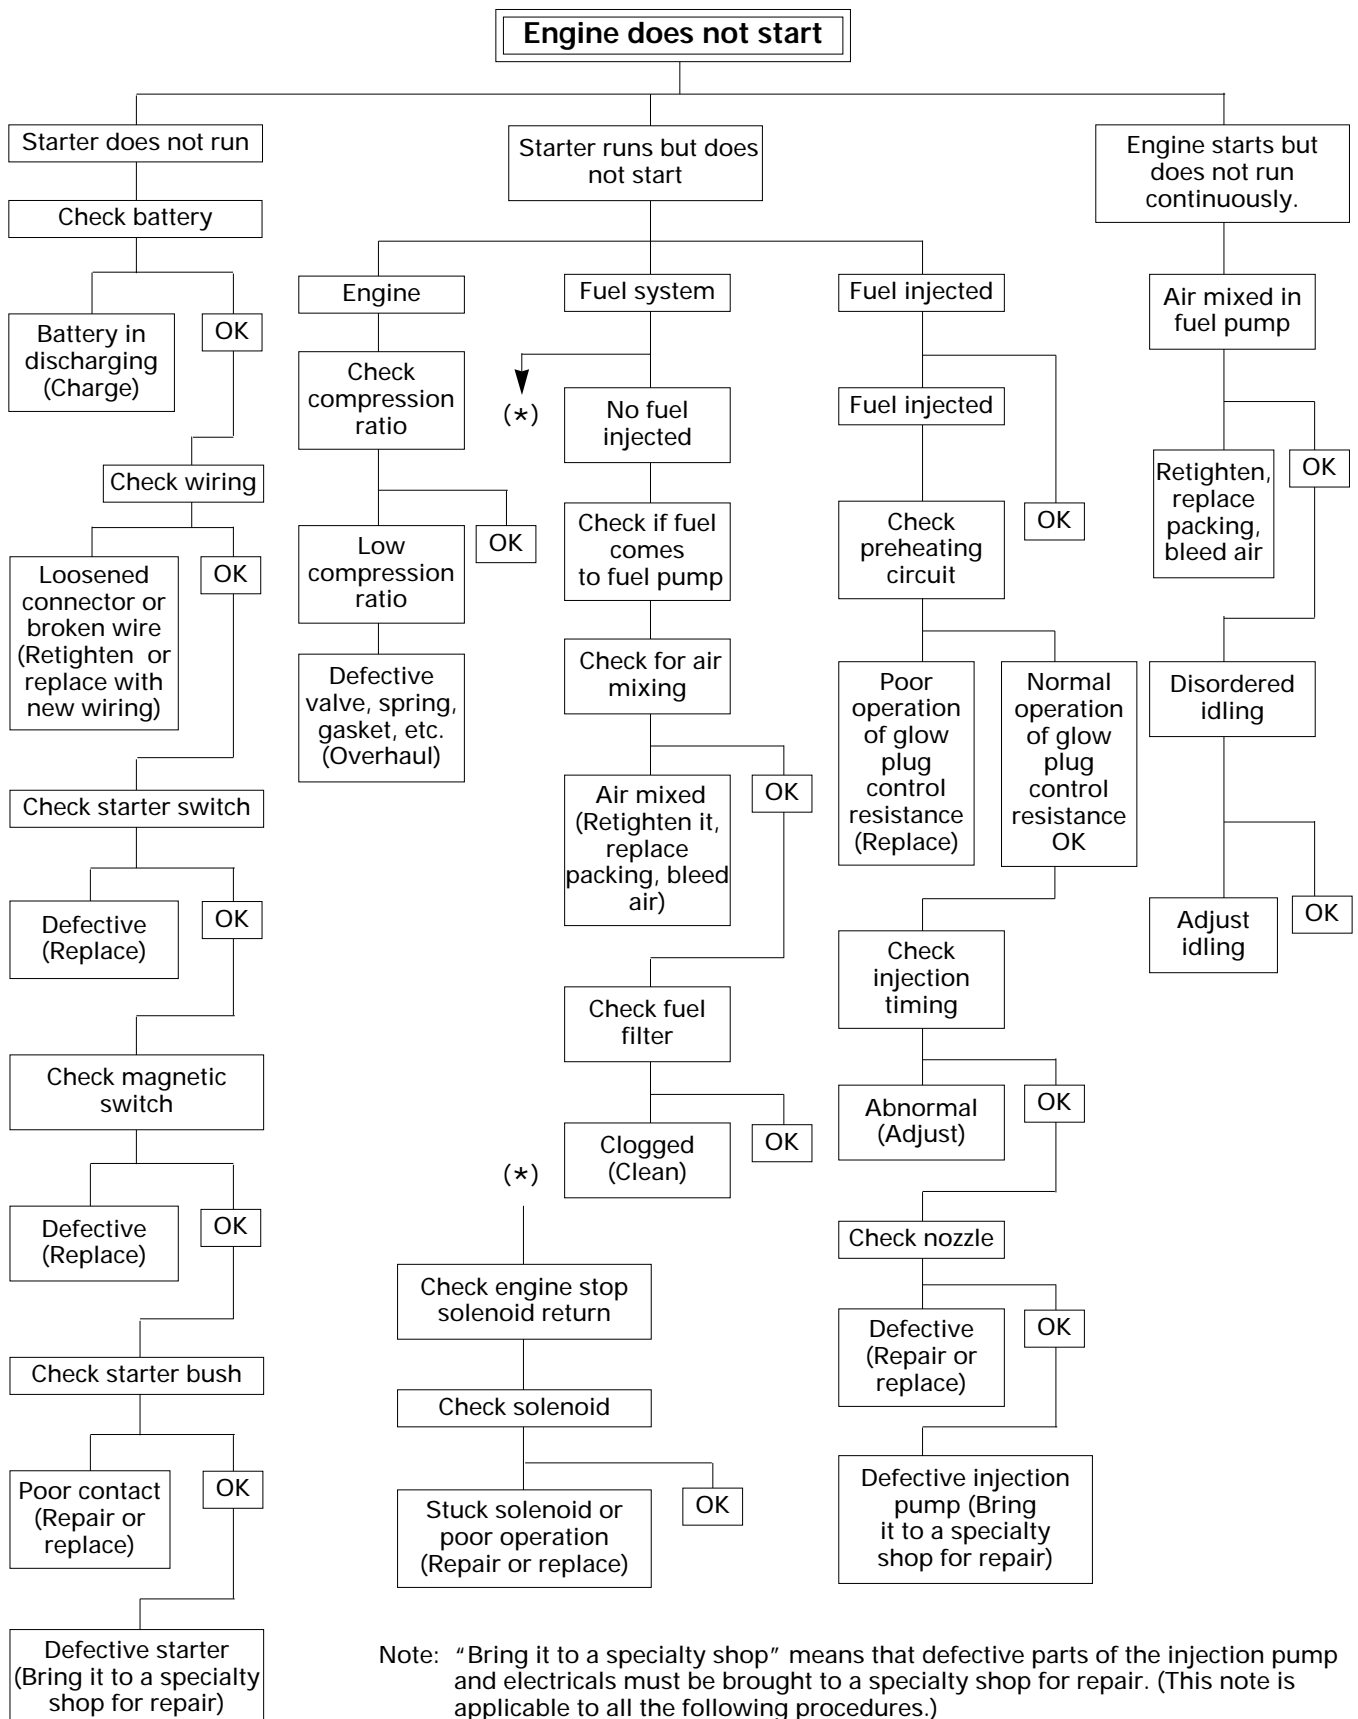 Engine does not start
Starter does not run
Check battery
Battery in
discharging
(Charge)
OK
Check wiring
Loosened
connector or
broken wire
(Retighten or
replace with
new wiring)
OK
Check starter switch
Defective
(Replace)
OK
Check magnetic
switch
Defective
(Replace)
OK
Check starter bush
Poor contact
(Repair or
replace)
OK
Defective starter
(Bring it to a specialty
shop for repair)
Starter runs but does
not start
Engine
Check
compression
ratio
Low
compression
ratio
OK
Defective
valve, spring,
gasket, etc.
(Overhaul)
Fuel system
(*)
No fuel
injected
Check if fuel
comes
to fuel pump
Check for air
mixing
Air mixed
(Retighten it,
replace
packing, bleed
air)
OK
Check fuel
filter
Clogged
(Clean)
OK
(*)
Check engine stop
solenoid return
Check solenoid
Stuck solenoid or
poor operation
(Repair or replace)
OK
Fuel injected
Fuel injected
OK
Check
preheating
circuit
Poor
operation
of glow
plug
control
resistance
(Replace)
Normal
operation
of glow
plug
control
resistance
OK
Check
injection
timing
Abnormal
(Adjust)
OK
Check nozzle
Defective
(Repair or
replace)
OK
Defective injection
pump (Bring
it to a specialty
shop for repair)
Engine starts but
does not run
continuously.
Air mixed in
fuel pump
Retighten,
replace
packing,
bleed air
OK
Disordered
idling
Adjust
idling
OK
Note: "Bring it to a specialty shop" means that defective parts of the injection pump
and electricals must be brought to a specialty shop for repair. (This note is
applicable to all the following procedures.)